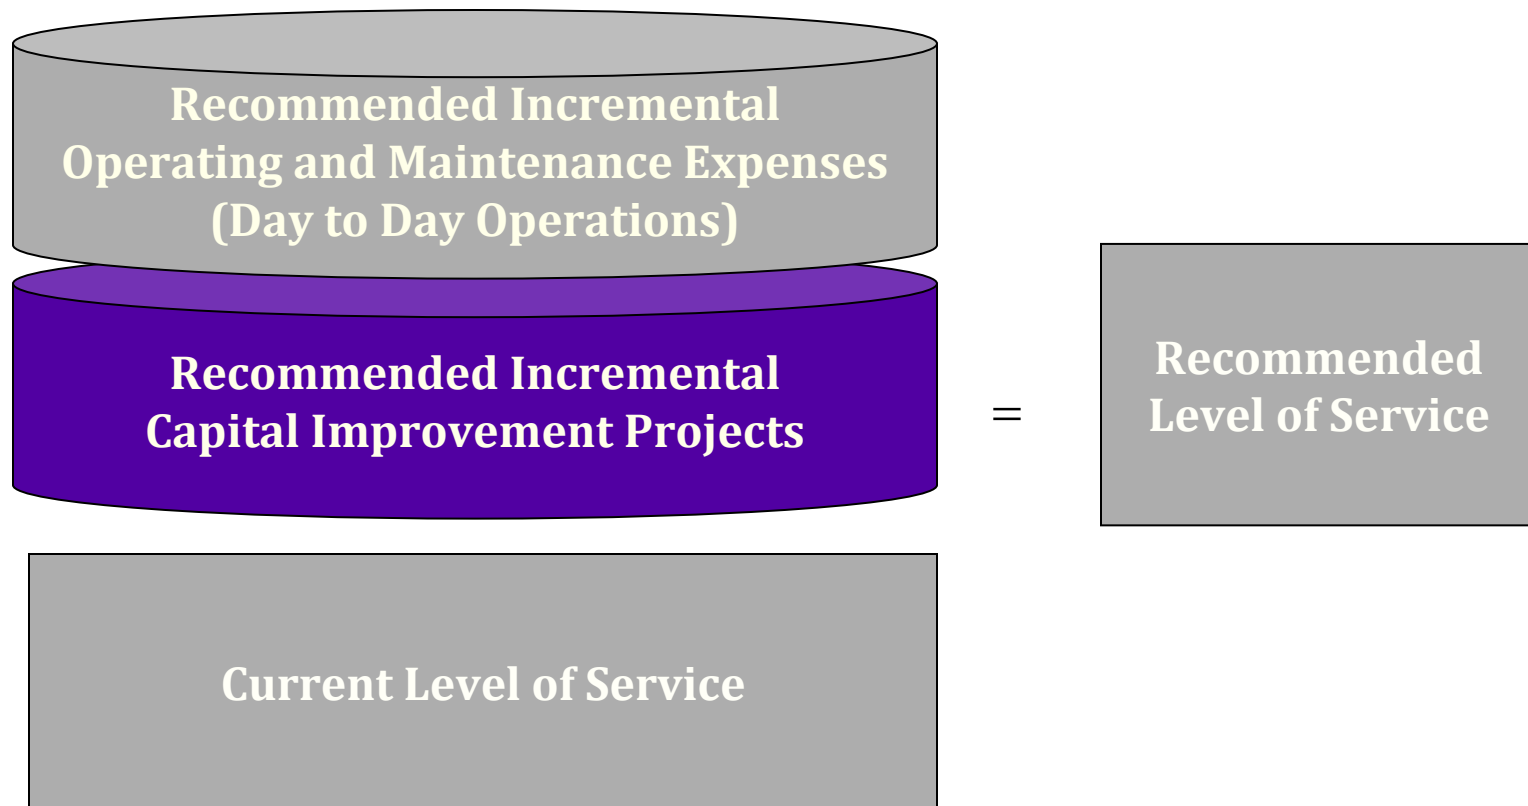 Recommended Incremental
Operating and Maintenance Expenses
(Day to Day Operations)
Recommended Incremental
Capital Improvement Projects
=
Recommended
Level of Service
Current Level of Service